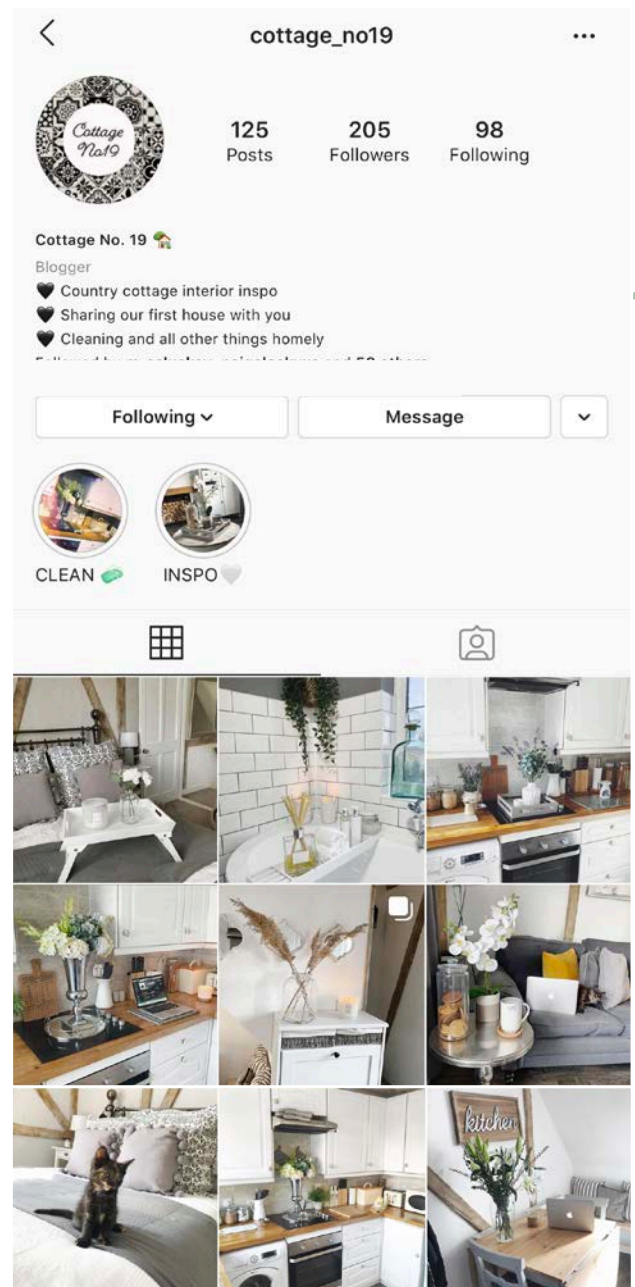 cottage_no19
Cottage
No19
125
Posts
205
Followers
98
Following
Cottage No. 19 🏡
Blogger
🖤 Country cottage interior inspo
🖤 Sharing our first house with you
🖤 Cleaning and all other things homely
Following
Message
CLEAN 🧼
INSPO🤍
kitchen